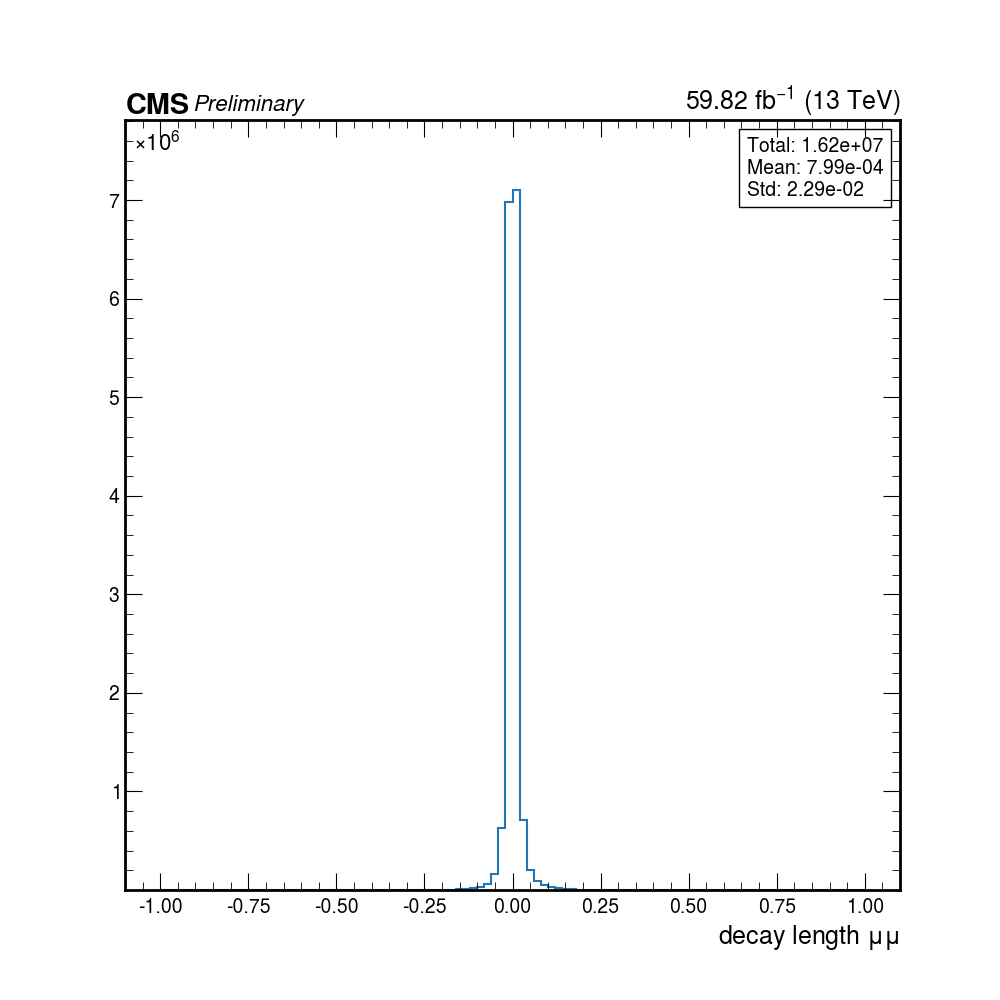 CMS Preliminary 59.82 fb⁻¹ (13 TeV)
×10⁶
Total: 1.62e+07
Mean: 7.99e-04
Std: 2.29e-02
7
6
5
4
3
2
1
-1.00 -0.75 -0.50 -0.25 0.00 0.25 0.50 0.75 1.00
decay length μμ